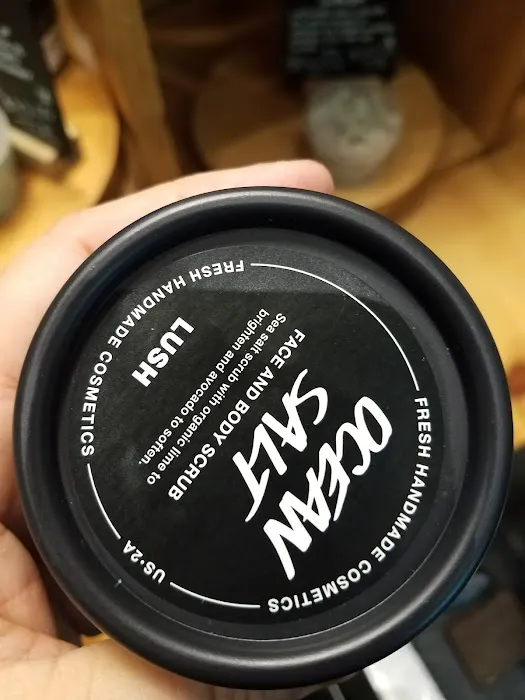 FRESH HANDMADE COSMETICS
OCEAN
SALT
FACE AND BODY SCRUB
Sea salt scrub with organic lime to
brighten and avocado to soften.
LUSH
FRESH HANDMADE COSMETICS
US·2A